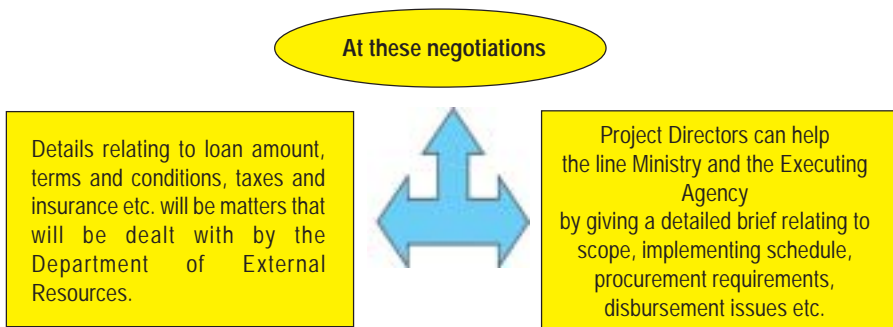 At these negotiations
Details relating to loan amount,
terms and conditions, taxes and
insurance etc. will be matters that
will be dealt with by the
Department of External
Resources.
Project Directors can help
the line Ministry and the Executing
Agency
by giving a detailed brief relating to
scope, implementing schedule,
procurement requirements,
disbursement issues etc.